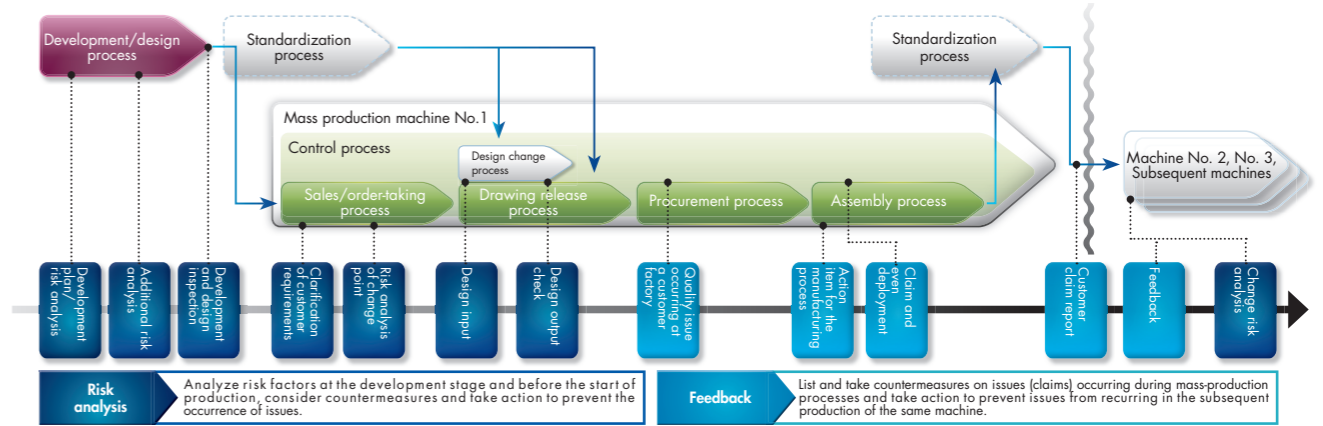 Development/design
process
Standardization
process
Standardization
process
Mass production machine No.1
Control process
Design change
process
Machine No. 2, No. 3,
Subsequent machines
Sales/order-taking
process
Drawing release
process
Procurement process
Assembly process
Development
plan/
risk analysis
Additional risk
analysis
Development
and design
inspection
Clarification
of customer
requirements
Risk analysis
of change
point
Design input
Design output
check
Quality issue
occurring, at
a customer
factory
Action
item for the
manufacturing
process
Claim and
even
deployment
Customer
claim report
Feedback
Change risk
analysis
Risk
analysis
Analyze risk factors at the development stage and before the start of
production, consider countermeasures and take action to prevent the
occurrence of issues.
Feedback
List and take countermeasures on issues (claims) occurring during mass-production
processes and take action to prevent issues from recurring in the subsequent
production of the same machine.